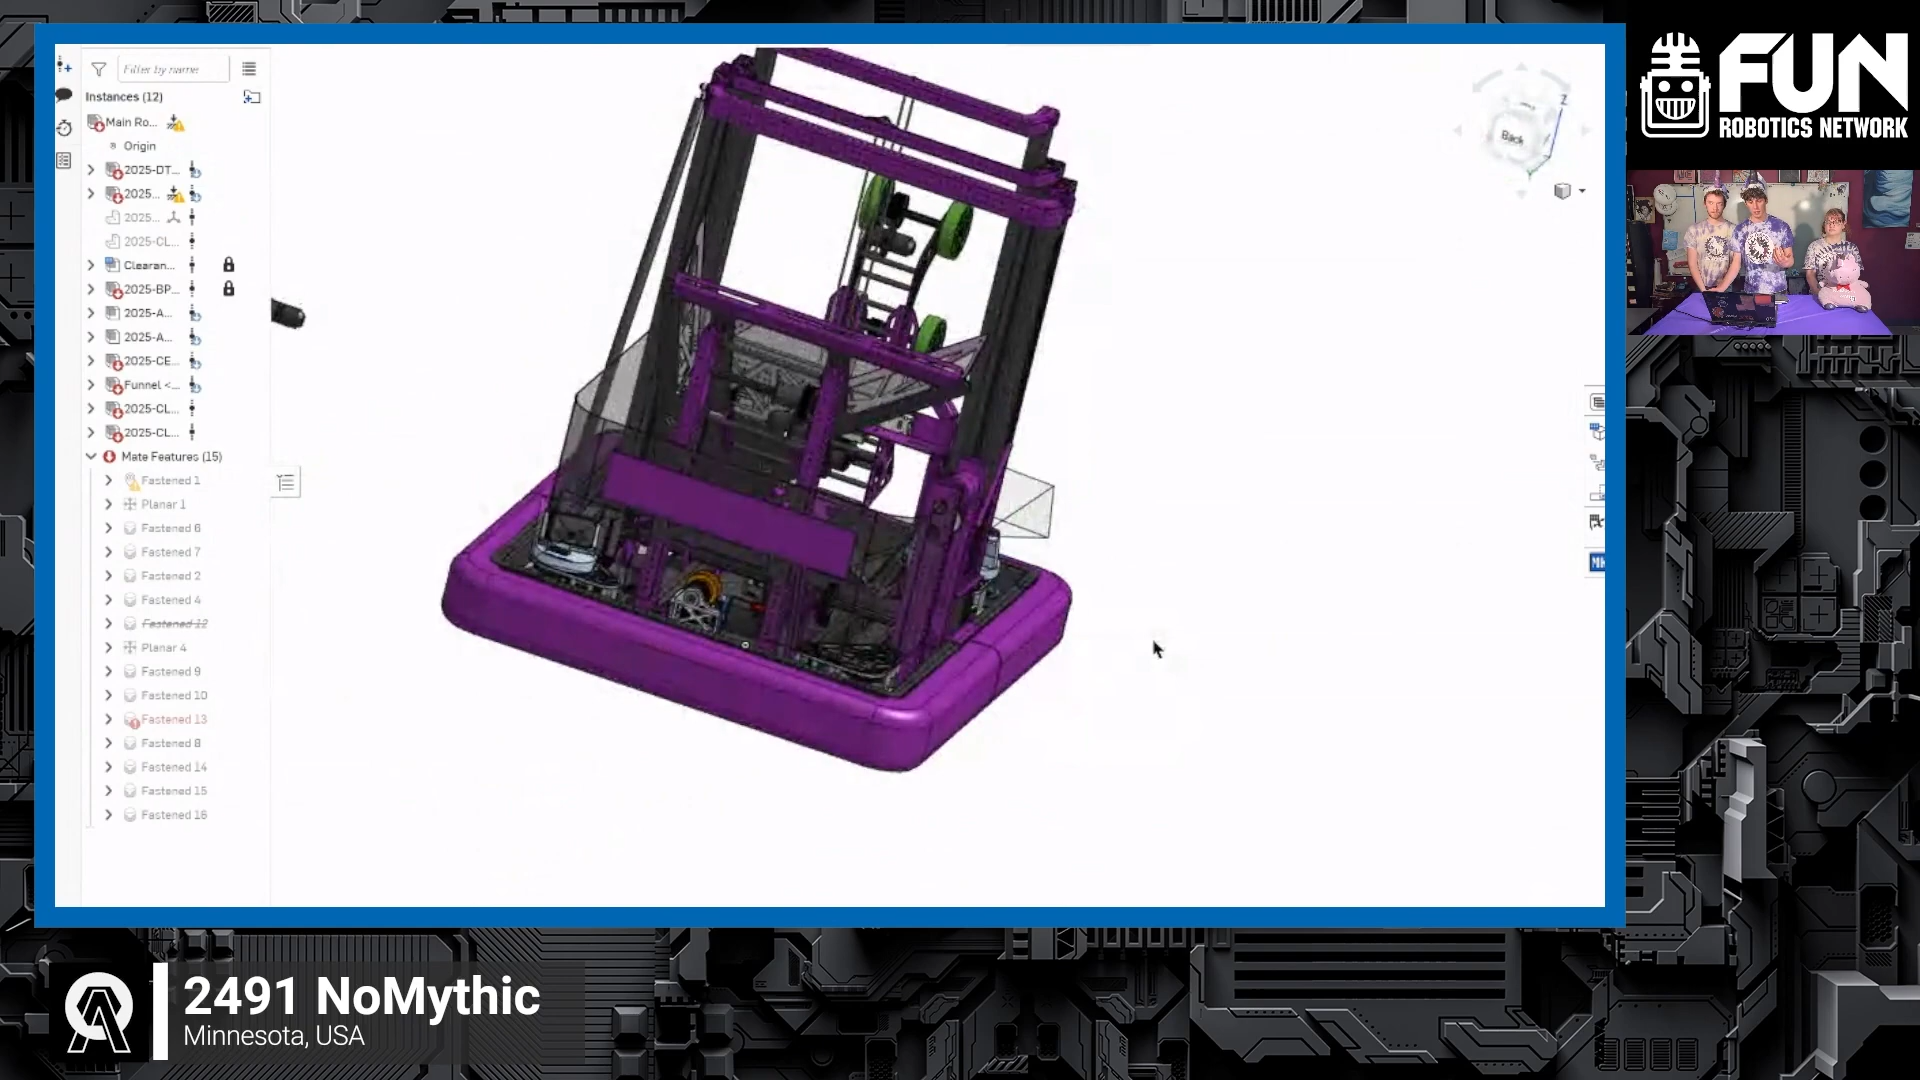 Filter by name
Instances (12)
Main Ro...
Origin
2025-DT...
2025...
2025...
2025-CL...
Clearan...
2025-BP...
2025-A...
2025-A...
2025-CE...
Funnel <...
2025-CL...
2025-CL...
Mate Features (15)
Fastened 1
Planar 1
Fastened 6
Fastened 7
Fastened 2
Fastened 4
Fastened 12
Planar 4
Fastened 9
Fastened 10
Fastened 13
Fastened 8
Fastened 14
Fastened 15
Fastened 16
Back
Z
FUN
ROBOTICS NETWORK
2491 NoMythic
Minnesota, USA